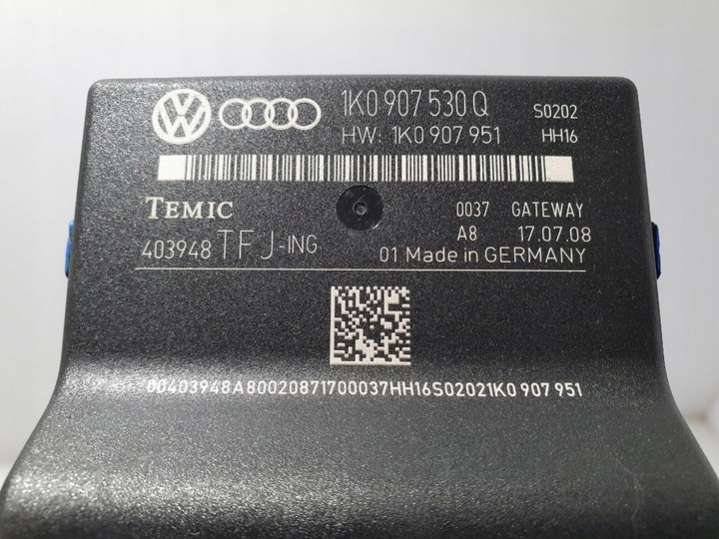 1K0 907 530 Q S0202
HW: 1K0 907 951 HH16
TEMIC 0037 GATEWAY
403948 TFJ-ING A8 17.07.08
01 Made in GERMANY
00403948A80020871700037HH16S02021K0 907 951